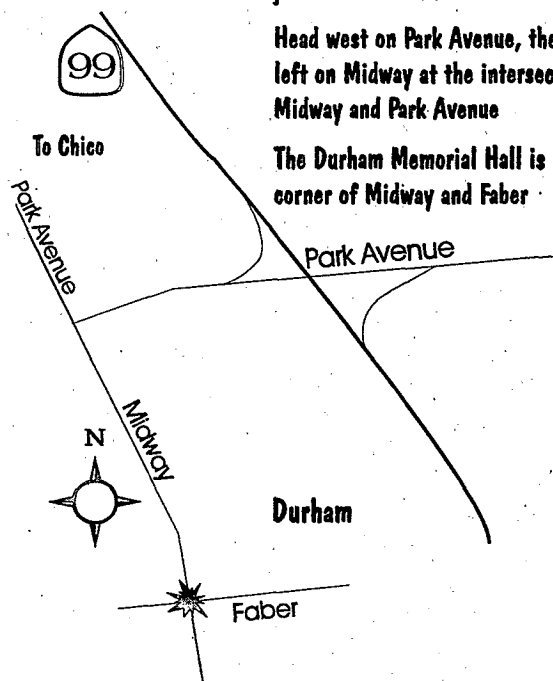 99
Head west on Park Avenue, the
left on Midway at the intersec
Midway and Park Avenue
To Chico
The Durham Memorial Hall is
corner of Midway and Faber
Park Avenue
Park Avenue
Midway
N
Durham
Faber